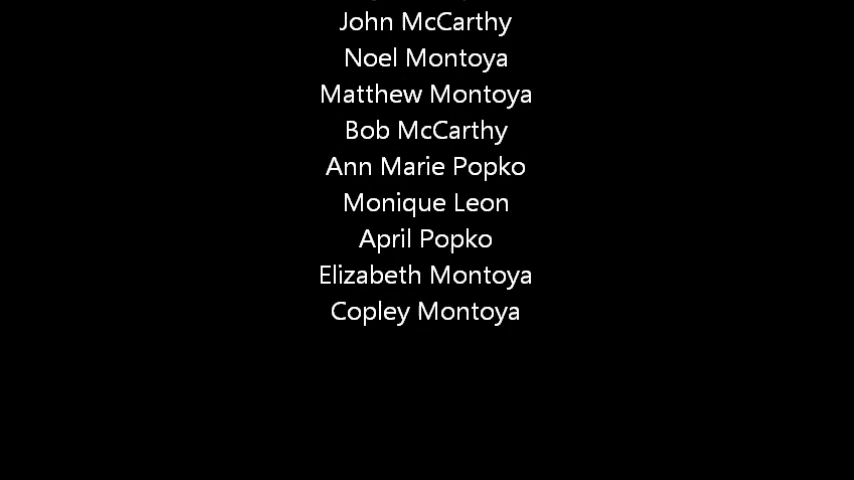 John McCarthy
Noel Montoya
Matthew Montoya
Bob McCarthy
Ann Marie Popko
Monique Leon
April Popko
Elizabeth Montoya
Copley Montoya